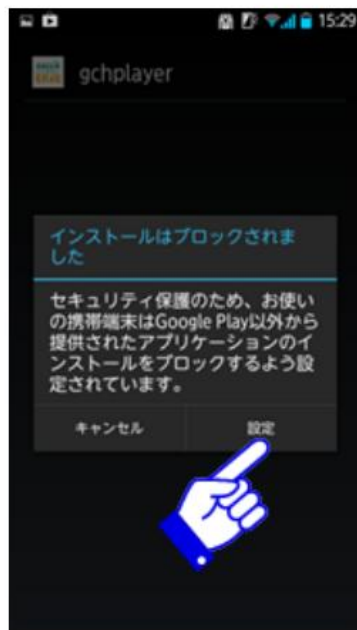 15:29
gchplayer
インストールはブロックされま
した
セキュリティ保護のため、お使い
の携帯端末はGoogle Play以外から
提供されたアプリケーションのイ
ンストールをブロックするよう設
定されています。
キャンセル 設定